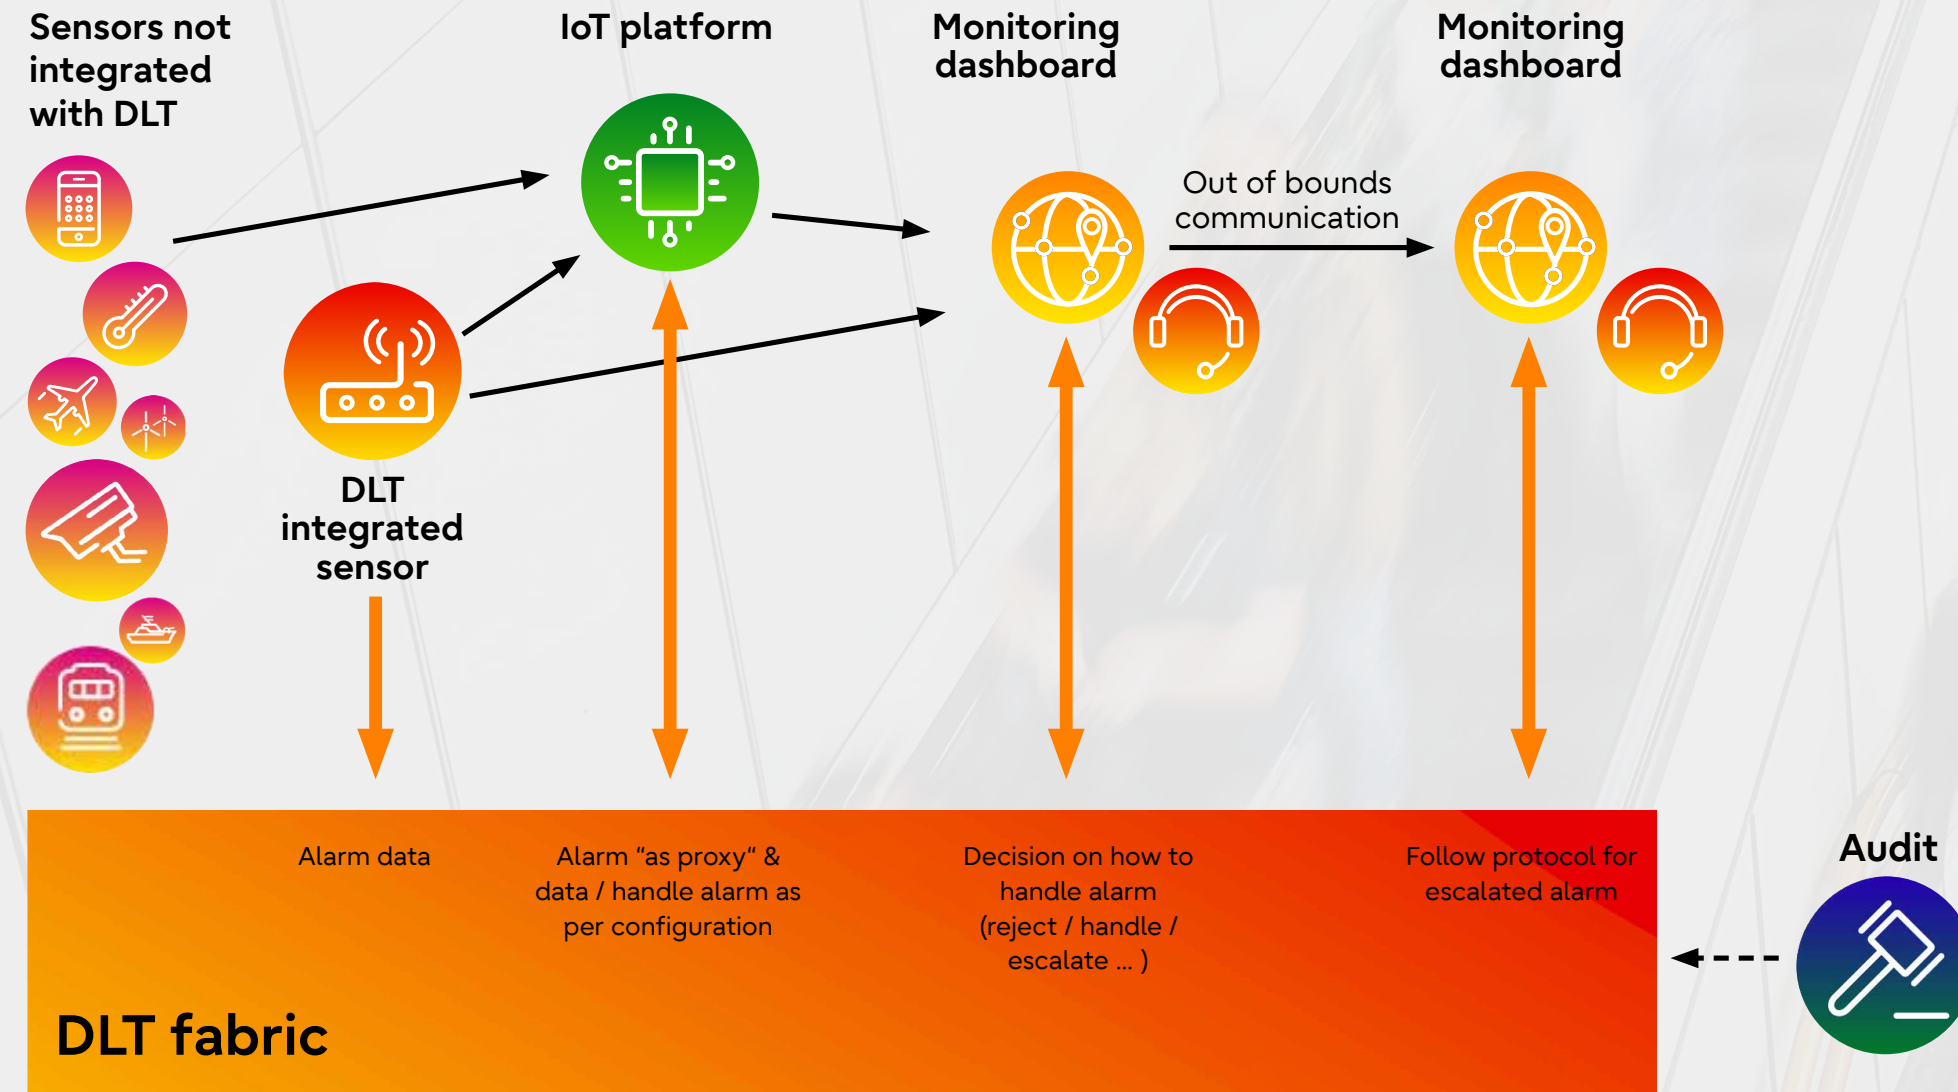 Sensors not
integrated
with DLT
IoT platform
Monitoring
dashboard
Monitoring
dashboard
Out of bounds
communication
DLT
integrated
sensor
Alarm data
Alarm “as proxy“ &
data / handle alarm as
per configuration
Decision on how to
handle alarm
(reject / handle /
escalate ... )
Follow protocol for
escalated alarm
Audit
DLT fabric